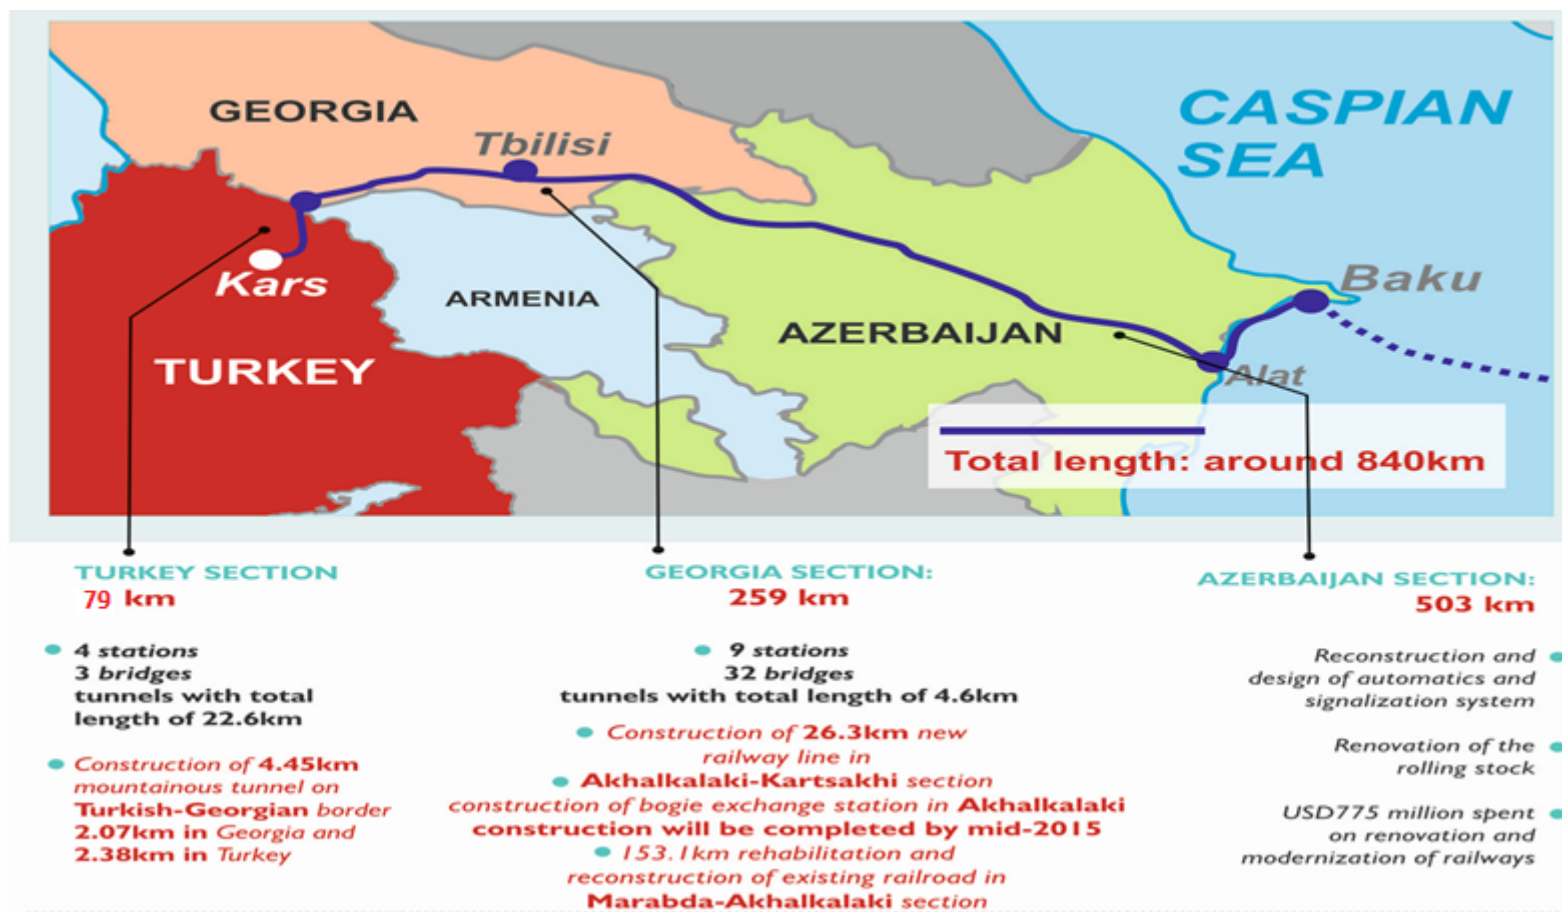 GEORGIA
Tbilisi
CASPIAN
SEA
Kars
ARMENIA
Baku
AZERBAIJAN
TURKEY
Alat
Total length: around 840km
TURKEY SECTION
79 km
4 stations
3 bridges
tunnels with total
length of 22.6km
Construction of 4.45km
mountainous tunnel on
Turkish-Georgian border
2.07km in Georgia and
2.38km in Turkey
GEORGIA SECTION:
259 km
9 stations
32 bridges
tunnels with total length of 4.6km
Construction of 26.3km new
railway line in
Akhalkalaki-Kartsakhi section
construction of bogie exchange station in Akhalkalaki
construction will be completed by mid-2015
153.1km rehabilitation and
reconstruction of existing railroad in
Marabda-Akhalkalaki section
AZERBAIJAN SECTION:
503 km
Reconstruction and
design of automatics and
signalization system
Renovation of the
rolling stock
USD775 million spent
on renovation and
modernization of railways